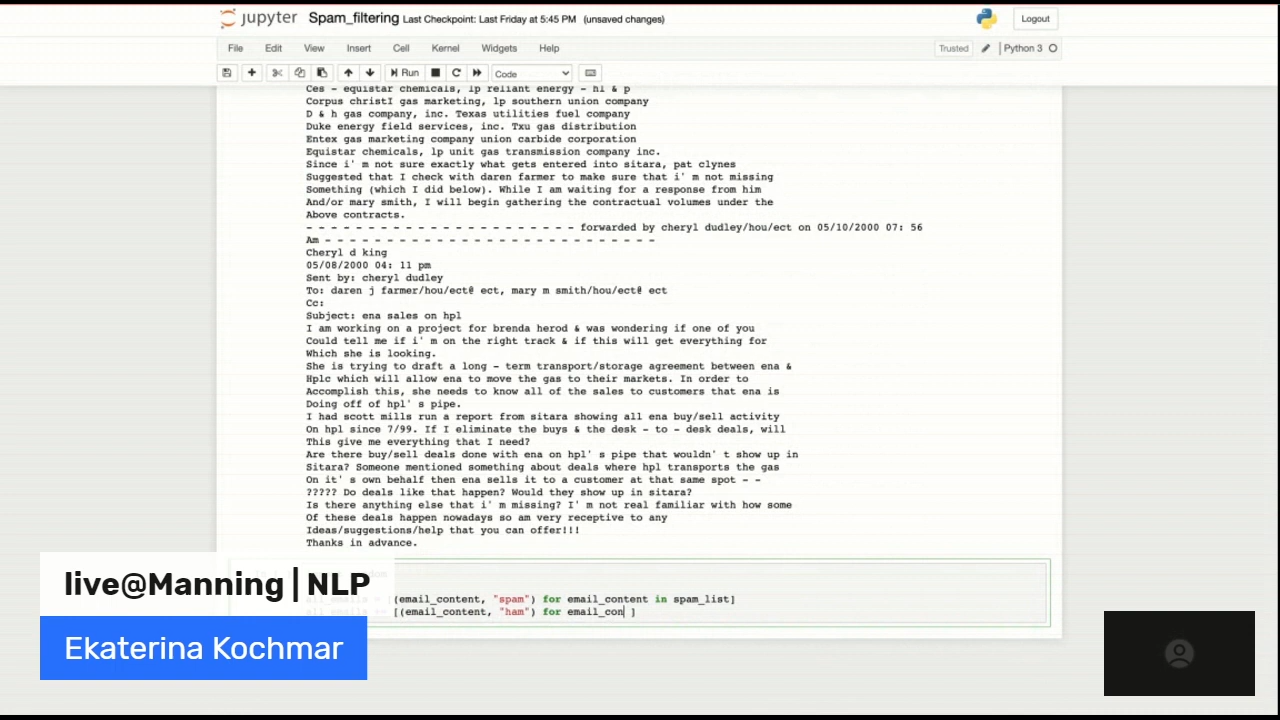 jupyter Spam_filtering Last Checkpoint: Last Friday at 5:45 PM (unsaved changes) Logout
File Edit View Insert Cell Kernel Widgets Help Trusted Python 3
Run Code
Ces - equistar chemicals, lp reliant energy - hl & p
Corpus christI gas marketing, lp southern union company
D & h gas company, inc. Texas utilities fuel company
Duke energy field services, inc. Txu gas distribution
Entex gas marketing company union carbide corporation
Equistar chemicals, lp unit gas transmission company inc.
Since i' m not sure exactly what gets entered into sitara, pat clynes
Suggested that I check with daren farmer to make sure that i' m not missing
Something (which I did below). While I am waiting for a response from him
And/or mary smith, I will begin gathering the contractual volumes under the
Above contracts.
- - - - - - - - - - - - - - - - - - - - - - forwarded by cheryl dudley/hou/ect on 05/10/2000 07: 56
Am - - - - - - - - - - - - - - - - - - - - - - - - - - -
Cheryl d king
05/08/2000 04: 11 pm
Sent by: cheryl dudley
To: daren j farmer/hou/ect@ ect, mary m smith/hou/ect@ ect
Cc:
Subject: ena sales on hpl
I am working on a project for brenda herod & was wondering if one of you
Could tell me if i' m on the right track & if this will get everything for
Which she is looking.
She is trying to draft a long - term transport/storage agreement between ena &
Hplc which will allow ena to move the gas to their markets. In order to
Accomplish this, she needs to know all of the sales to customers that ena is
Doing off of hpl' s pipe.
I had scott mills run a report from sitara showing all ena buy/sell activity
On hpl since 7/99. If I eliminate the buys & the desk - to - desk deals, will
This give me everything that I need?
Are there buy/sell deals done with ena on hpl' s pipe that wouldn' t show up in
Sitara? Someone mentioned something about deals where hpl transports the gas
On it' s own behalf then ena sells it to a customer at that same spot - -
????? Do deals like that happen? Would they show up in sitara?
Is there anything else that i' m missing? I' m not real familiar with how some
Of these deals happen nowadays so am very receptive to any
Ideas/suggestions/help that you can offer!!!
Thanks in advance.
[(email_content, "spam") for email_content in spam_list]
[(email_content, "ham") for email_con ]
live@Manning | NLP
Ekaterina Kochmar